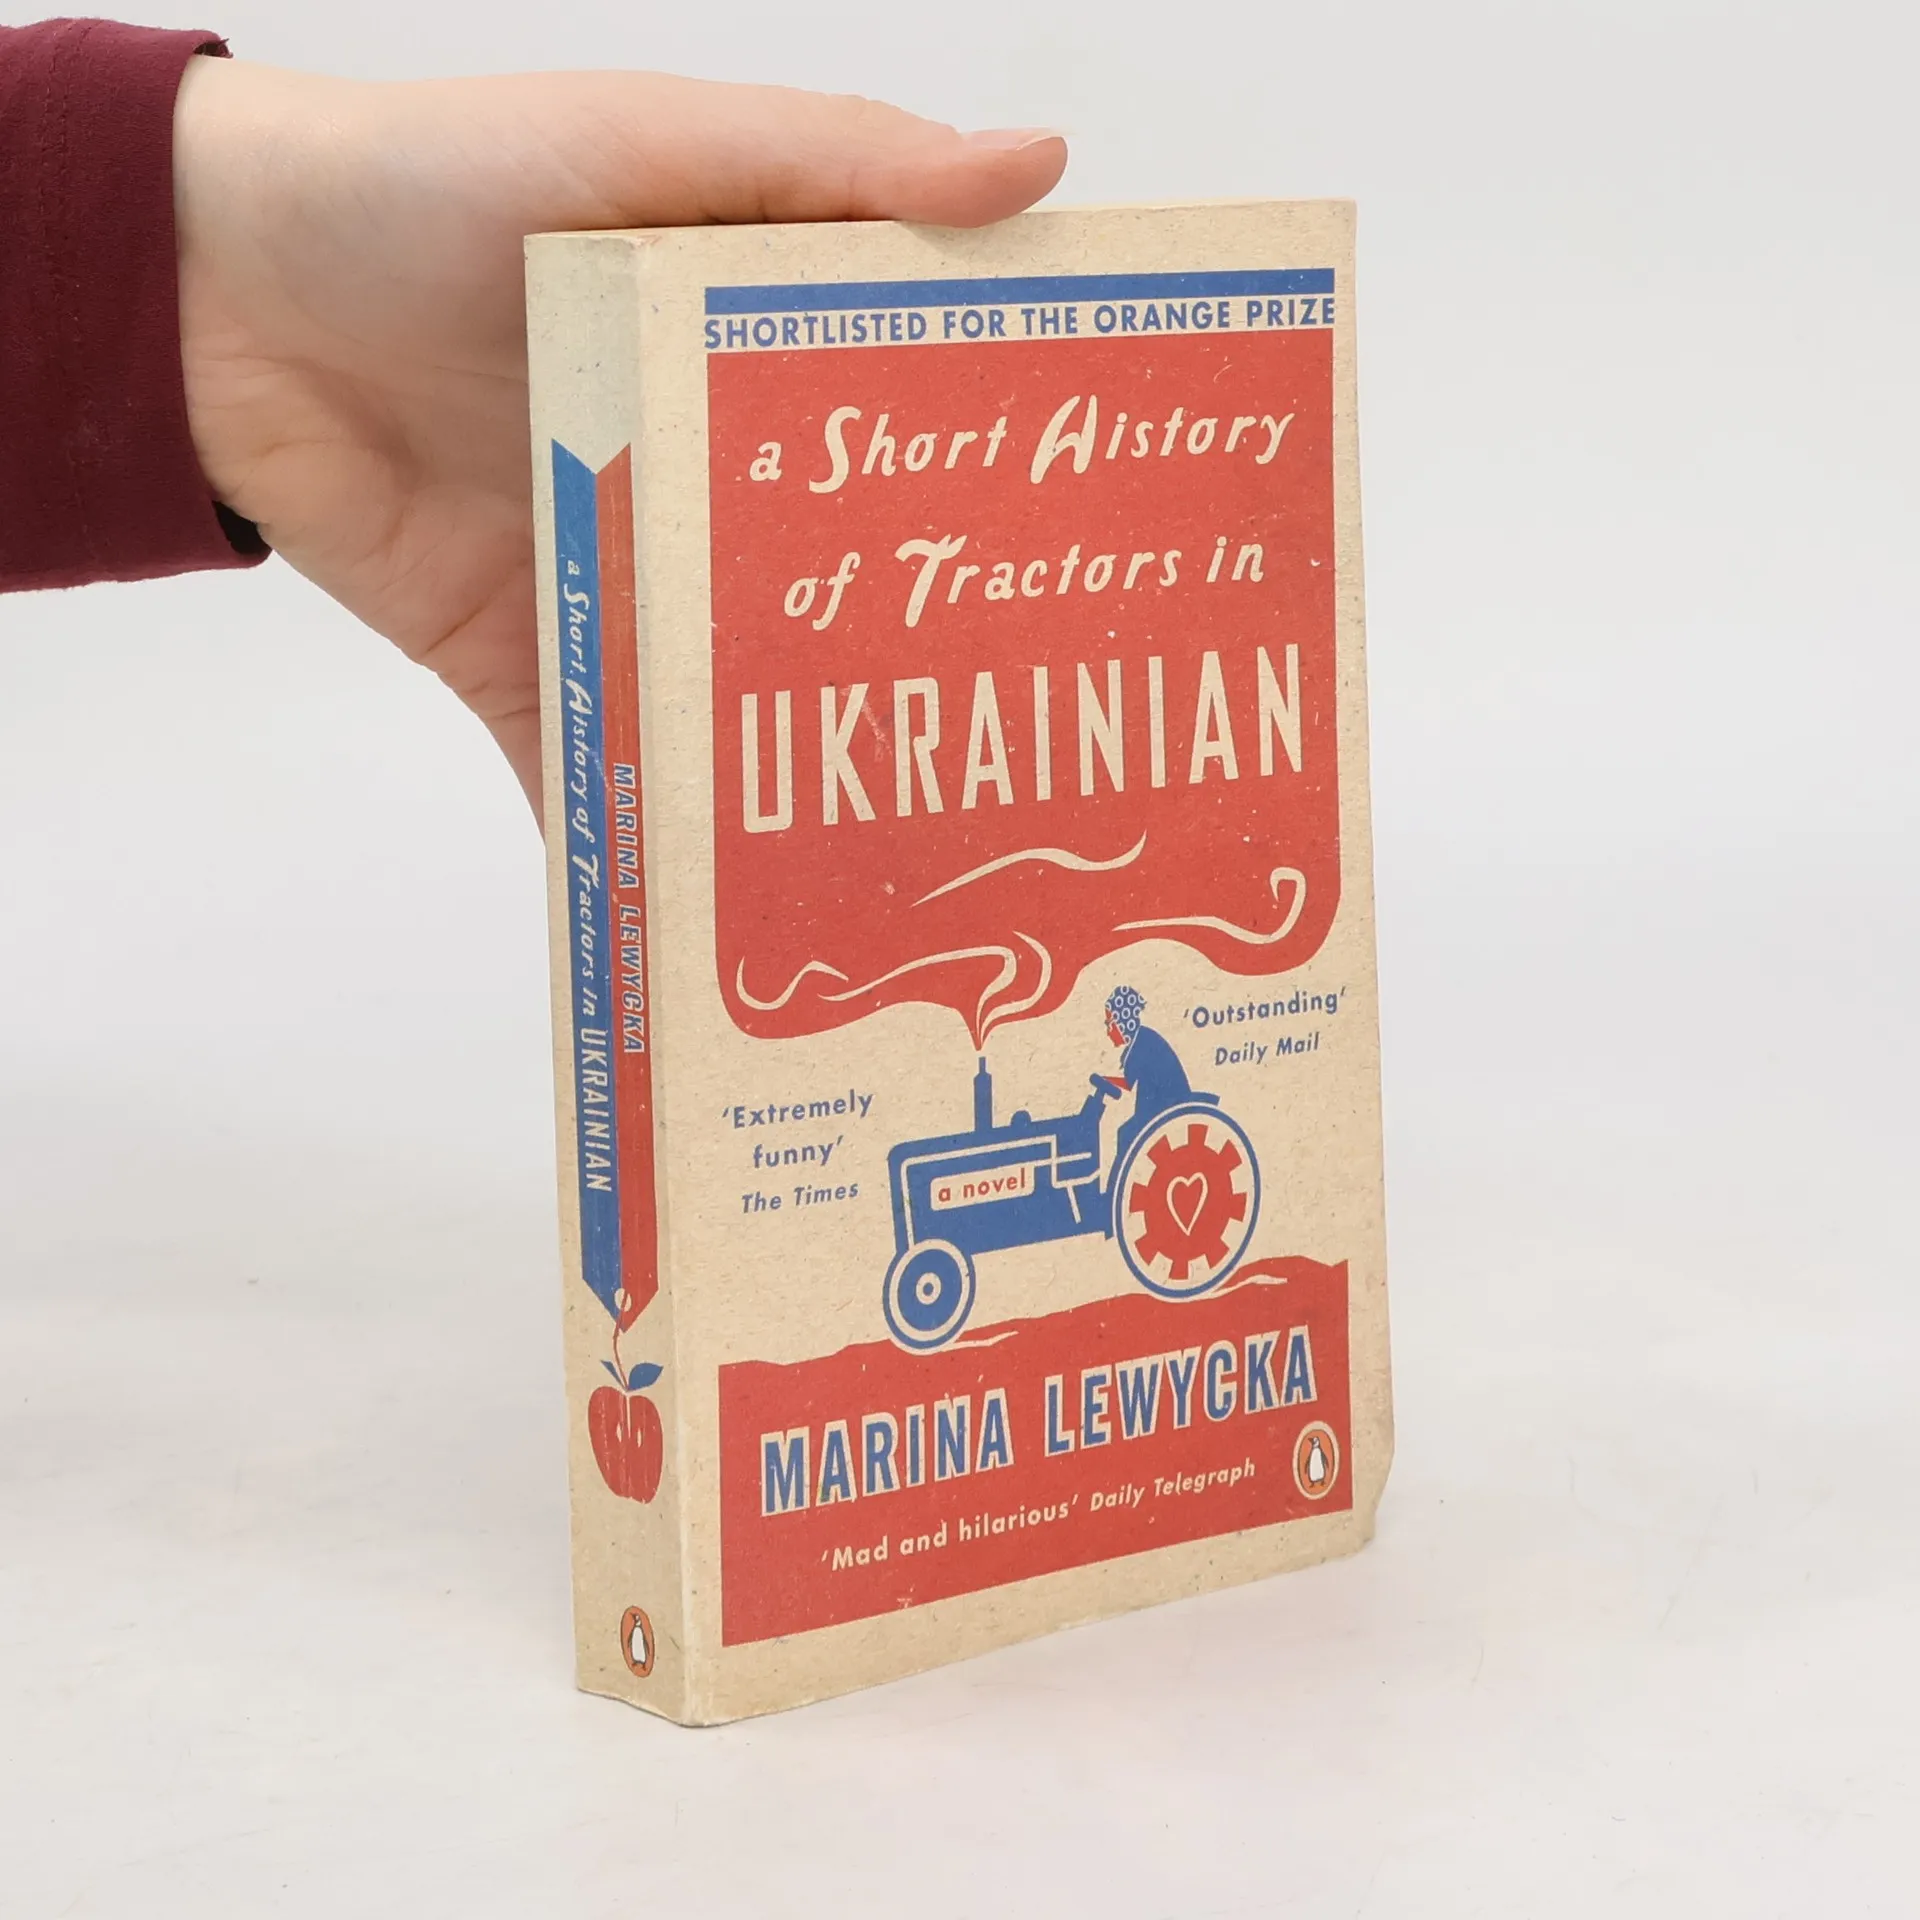 SHORTLISTED FOR THE ORANGE PRIZE
a Short History
of Tractors in
UKRAINIAN
'Outstanding'
Daily Mail
'Extremely
funny'
The Times
a novel
MARINA LEWYCKA
'Mad and hilarious' Daily Telegraph
a Short History of Tractors in UKRAINIAN
MARINA LEWYCKA